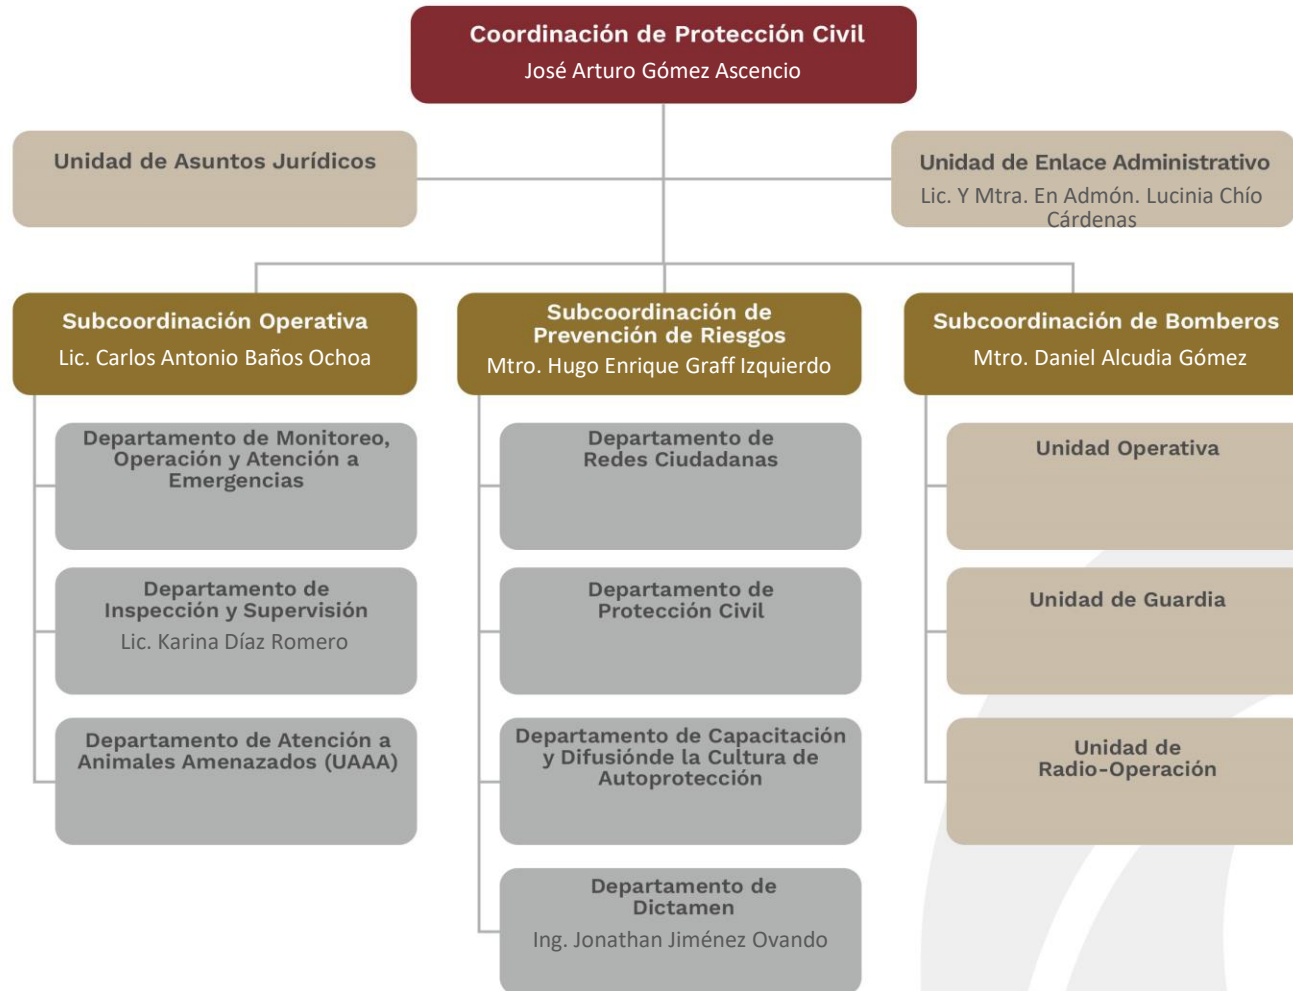 Coordinación de Protección Civil
José Arturo Gómez Ascencio
Unidad de Asuntos Jurídicos
Unidad de Enlace Administrativo
Lic. Y Mtra. En Admón. Lucinia Chío
Cárdenas
Subcoordinación Operativa
Lic. Carlos Antonio Baños Ochoa
Subcoordinación de
Prevención de Riesgos
Mtro. Hugo Enrique Graff Izquierdo
Subcoordinación de Bomberos
Mtro. Daniel Alcudia Gómez
Departamento de Monitoreo,
Operación y Atención a
Emergencias
Departamento de
Redes Ciudadanas
Unidad Operativa
Departamento de
Inspección y Supervisión
Lic. Karina Díaz Romero
Departamento de
Protección Civil
Unidad de Guardia
Departamento de Atención a
Animales Amenazados (UAAA)
Departamento de Capacitación
y Difusiónde la Cultura de
Autoprotección
Unidad de
Radio-Operación
Departamento de
Dictamen
Ing. Jonathan Jiménez Ovando